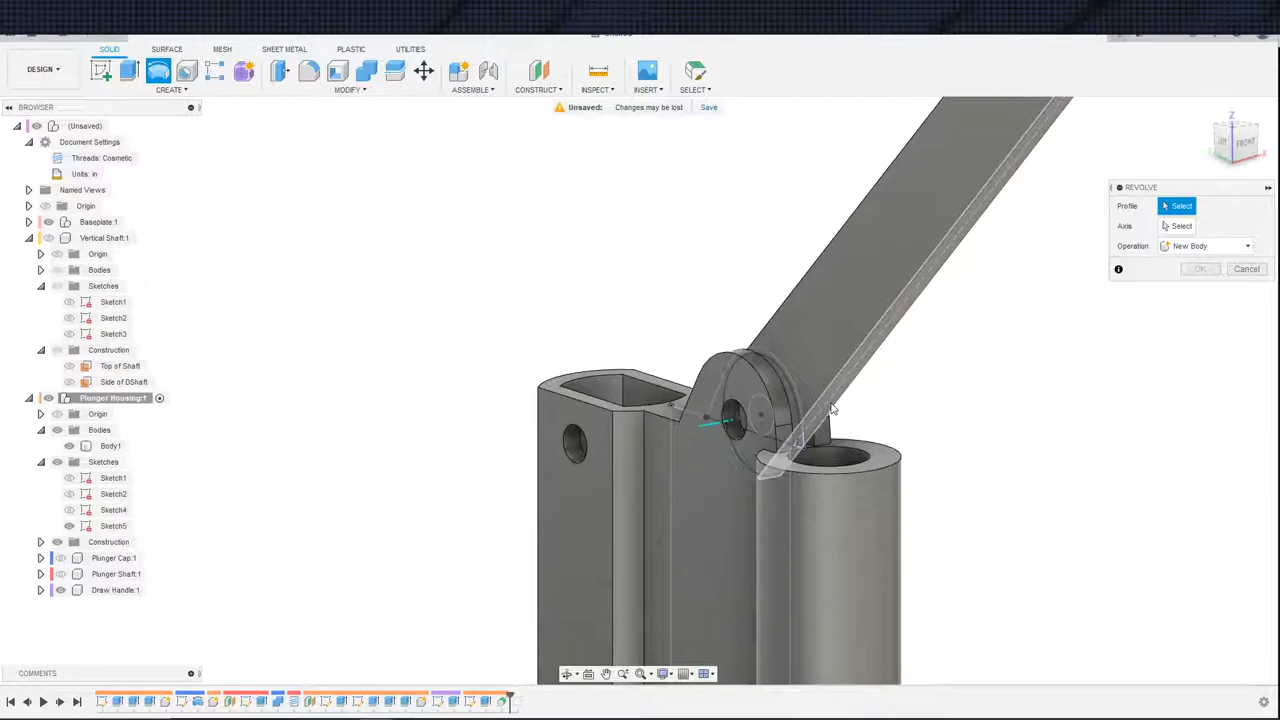 SOLID SURFACE MESH SHEET METAL PLASTIC UTILITIES
DESIGN
CREATE MODIFY ASSEMBLE CONSTRUCT INSPECT INSERT SELECT
BROWSER
Unsaved: Changes may be lost Save
(Unsaved)
Document Settings
Threads: Cosmetic
Units: in
Named Views
Origin
Baseplate:1
Vertical Shaft:1
Origin
Bodies
Sketches
Sketch1
Sketch2
Sketch3
Construction
Top of Shaft
Side of DShaft
Plunger Housing:1
Origin
Bodies
Body1
Sketches
Sketch1
Sketch2
Sketch4
Sketch5
Construction
Plunger Cap:1
Plunger Shaft:1
Draw Handle:1
Z
FRONT
X
REVOLVE
Profile Select
Axis Select
Operation New Body
OK Cancel
COMMENTS